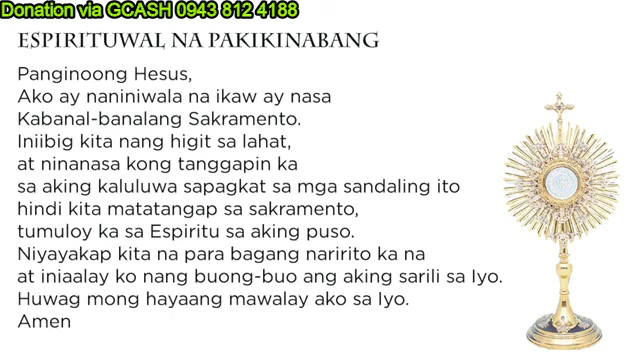 Donation via GCASH 0943 812 4188
ESPIRITUWAL NA PAKIKINABANG
Panginoong Hesus,
Ako ay naniniwala na ikaw ay nasa
Kabanal-banalang Sakramento.
Iniibig kita nang higit sa lahat,
at ninanasa kong tanggapin ka
sa aking kaluluwa sapagkat sa mga sandaling ito
hindi kita matatangap sa sakramento,
tumuloy ka sa Espiritu sa aking puso.
Niyayakap kita na para bagang naririto ka na
at iniaalay ko nang buong-buo ang aking sarili sa Iyo.
Huwag mong hayaang mawalay ako sa Iyo.
Amen